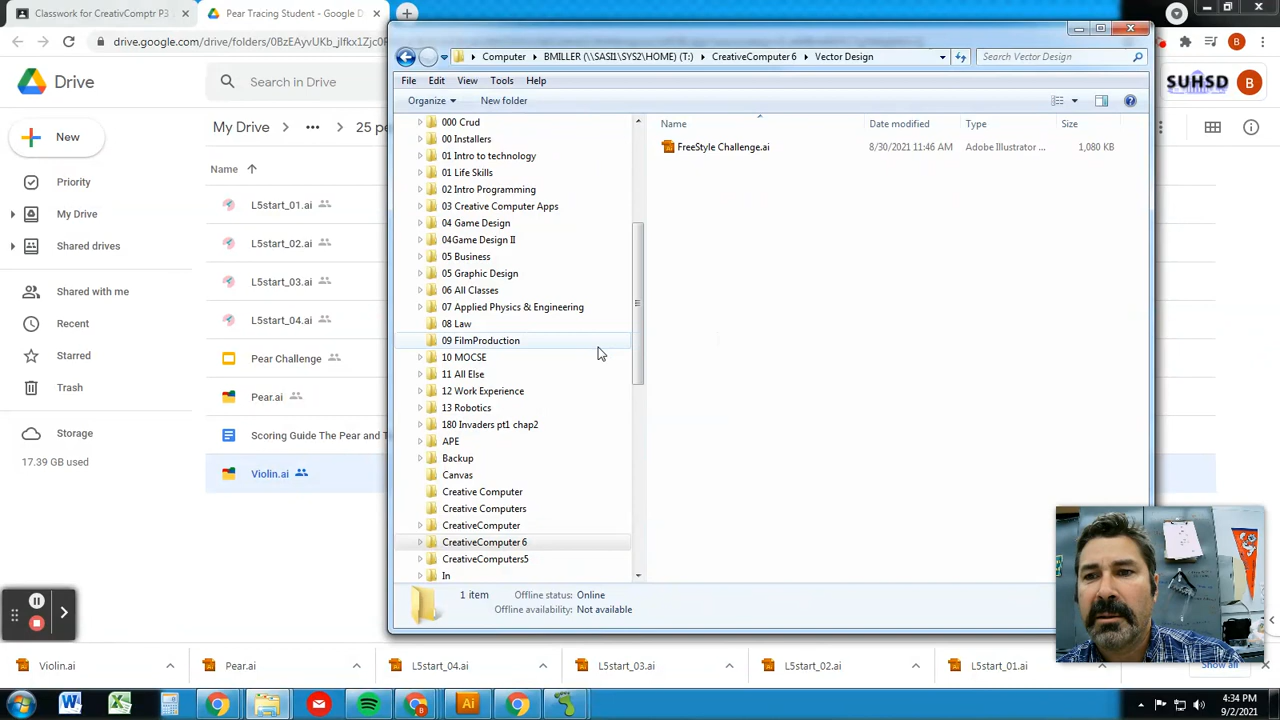 Classwork for CreativCompter P3
Pear Tracing Student - Google D
drive.google.com/drive/folders/0BzEAyvUKb_jIfkx1Zjc0R
Drive
Search in Drive
SUHSD
B
B
New
My Drive
...
25 pe
Name
Priority
My Drive
Shared drives
Shared with me
Recent
Starred
Trash
Storage
17.39 GB used
L5start_01.ai
L5start_02.ai
L5start_03.ai
L5start_04.ai
Pear Challenge
Pear.ai
Scoring Guide The Pear and T
Violin.ai
Computer
BMILLER (\\SASI1\SYS2\HOME) (T:)
CreativeComputer 6
Vector Design
Search Vector Design
File Edit View Tools Help
Organize New folder
000 Crud
00 Installers
01 Intro to technology
01 Life Skills
02 Intro Programming
03 Creative Computer Apps
04 Game Design
04Game Design II
05 Business
05 Graphic Design
06 All Classes
07 Applied Physics & Engineering
08 Law
09 FilmProduction
10 MOCSE
11 All Else
12 Work Experience
13 Robotics
180 Invaders pt1 chap2
APE
Backup
Canvas
Creative Computer
Creative Computers
CreativeComputer
CreativeComputer 6
CreativeComputers5
In
Name Date modified Type Size
FreeStyle Challenge.ai 8/30/2021 11:46 AM Adobe Illustrator ... 1,080 KB
1 item Offline status: Online
Offline availability: Not available
Violin.ai
Pear.ai
L5start_04.ai
L5start_03.ai
L5start_02.ai
L5start_01.ai
Show all
Ai
4:34 PM
9/2/2021